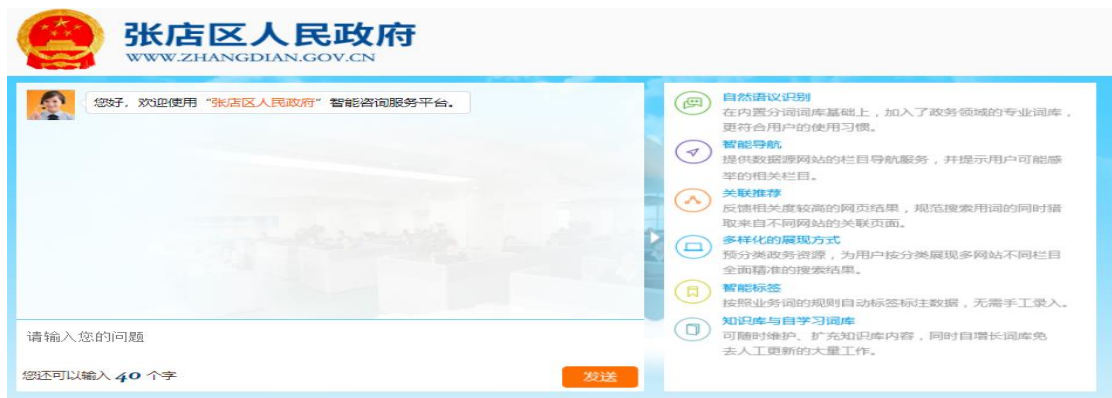 张店区人民政府
WWW.ZHANGDIAN.GOV.CN
您好，欢迎使用“张店区人民政府”智能咨询服务平台。
请输入您的问题
您还可以输入 40 个字
发送
自然语议识别
在内置分词词库基础上，加入了政务领域的专业词库，
更符合用户的使用习惯。
智能导航
提供数据源网站的栏目导航服务，并提示用户可能感
举的相关栏目。
关联推荐
反馈相关度较高的网页结果，规范搜索用词的同时猎
取来自不同网站的关联页面。
多样化的展现方式
预分类政务资源，为用户按分类展现多网站不同栏目
全面精准的搜索结果。
智能标签
按照业务词的规则自动标签标注数据，无需手工录入。
知识库与自学习词库
可随时维护、扩充知识库内容，同时自增长词库免
去人工更新的大量工作。